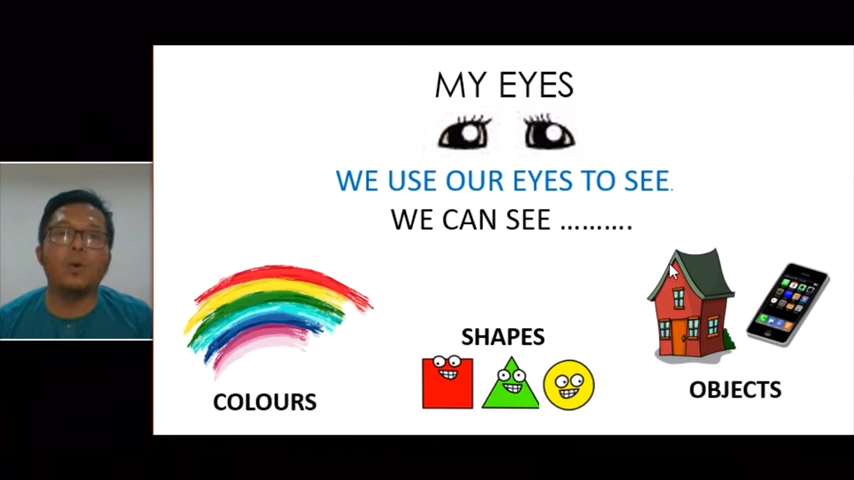 MY EYES
WE USE OUR EYES TO SEE.
WE CAN SEE ……….
SHAPES
COLOURS
OBJECTS